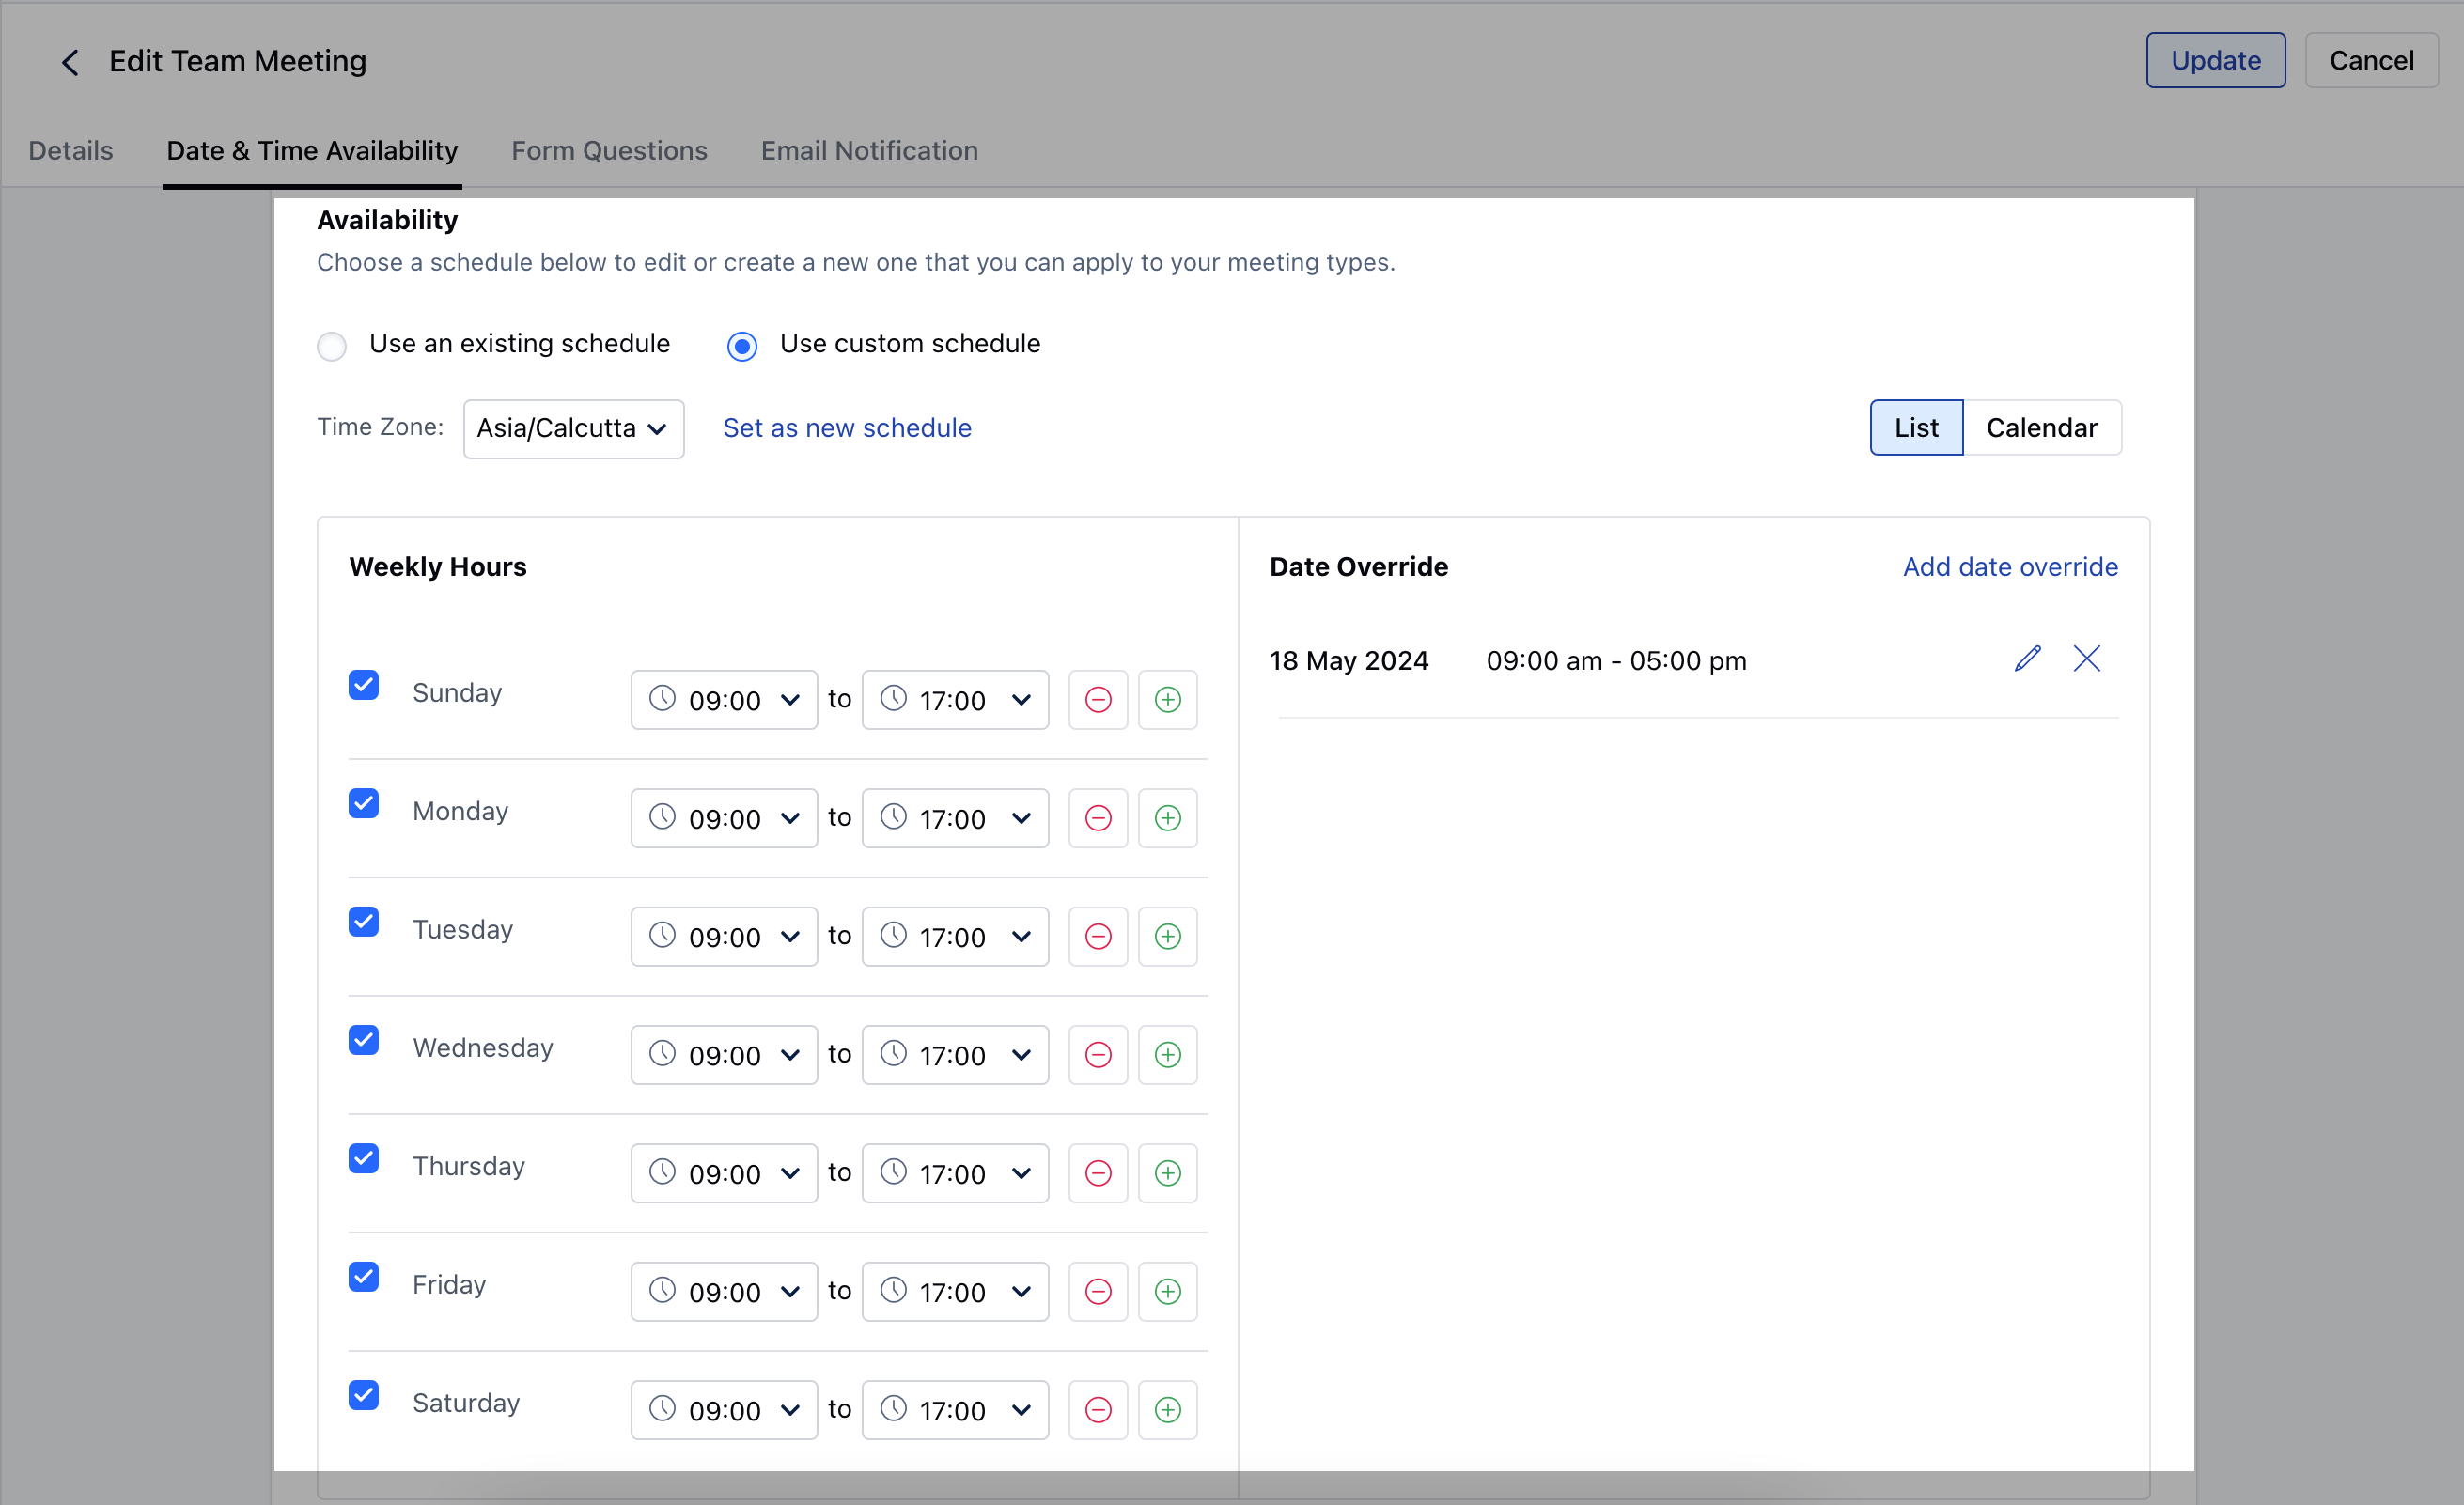 Edit Team Meeting
Update
Cancel
Details
Date & Time Availability
Form Questions
Email Notification
Availability
Choose a schedule below to edit or create a new one that you can apply to your meeting types.
Use an existing schedule
Use custom schedule
Time Zone:
Asia/Calcutta
Set as new schedule
List
Calendar
Weekly Hours
Sunday 09:00 to 17:00
Monday 09:00 to 17:00
Tuesday 09:00 to 17:00
Wednesday 09:00 to 17:00
Thursday 09:00 to 17:00
Friday 09:00 to 17:00
Saturday 09:00 to 17:00
Date Override
Add date override
18 May 2024 09:00 am - 05:00 pm